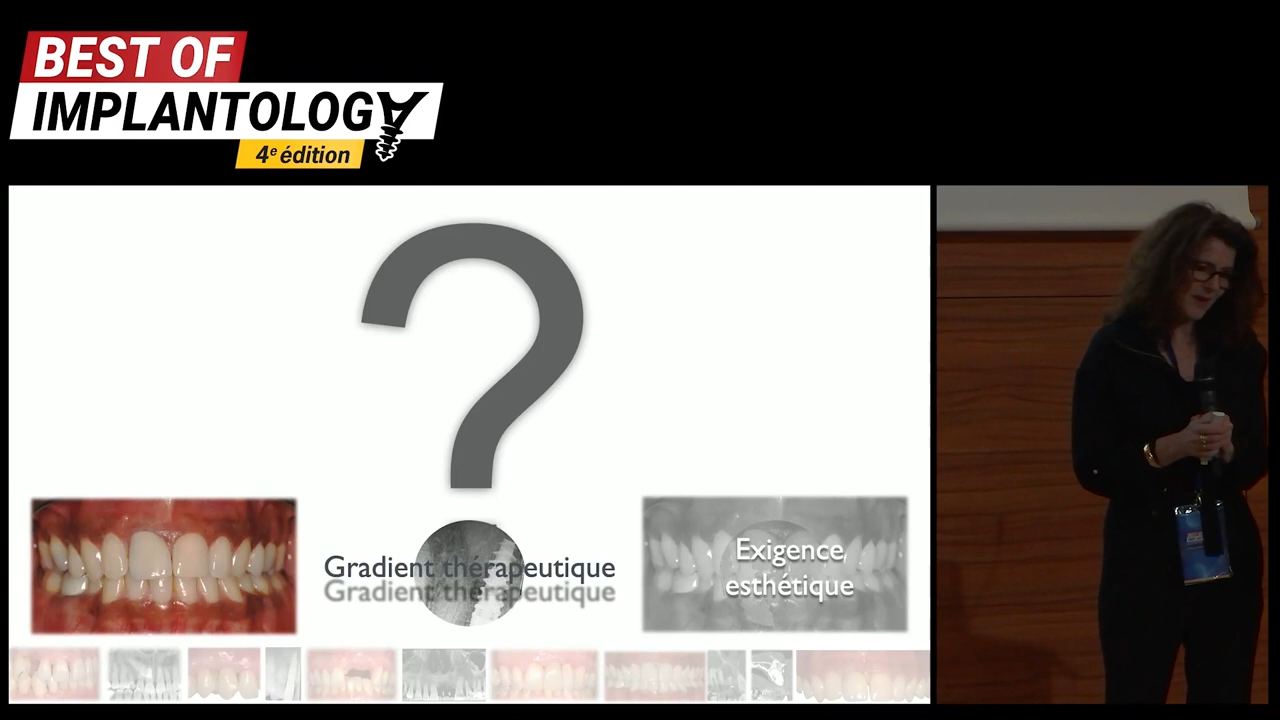 BEST OF
IMPLANTOLOGY
4e édition
?
Gradient thérapeutique
Gradient thérapeutique
Exigence
esthétique